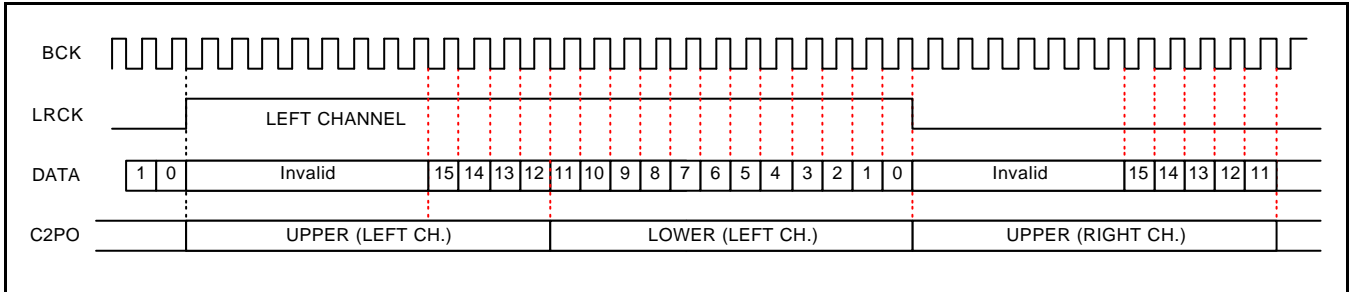 BCK
LRCK LEFT CHANNEL
DATA 1 0 Invalid 15 14 13 12 11 10 9 8 7 6 5 4 3 2 1 0 Invalid 15 14 13 12 11
C2PO UPPER (LEFT CH.) LOWER (LEFT CH.) UPPER (RIGHT CH.)